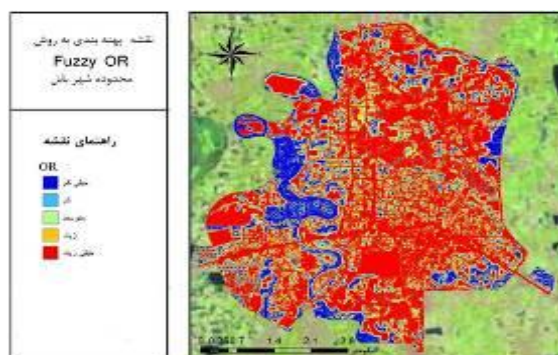 نقشه پهنه بندی به روش
Fuzzy OR
محدوده شهر بابل
راهنمای نقشه
OR
خیلی کم
کم
متوسط
زیاد
خیلی زیاد
کیلومتر